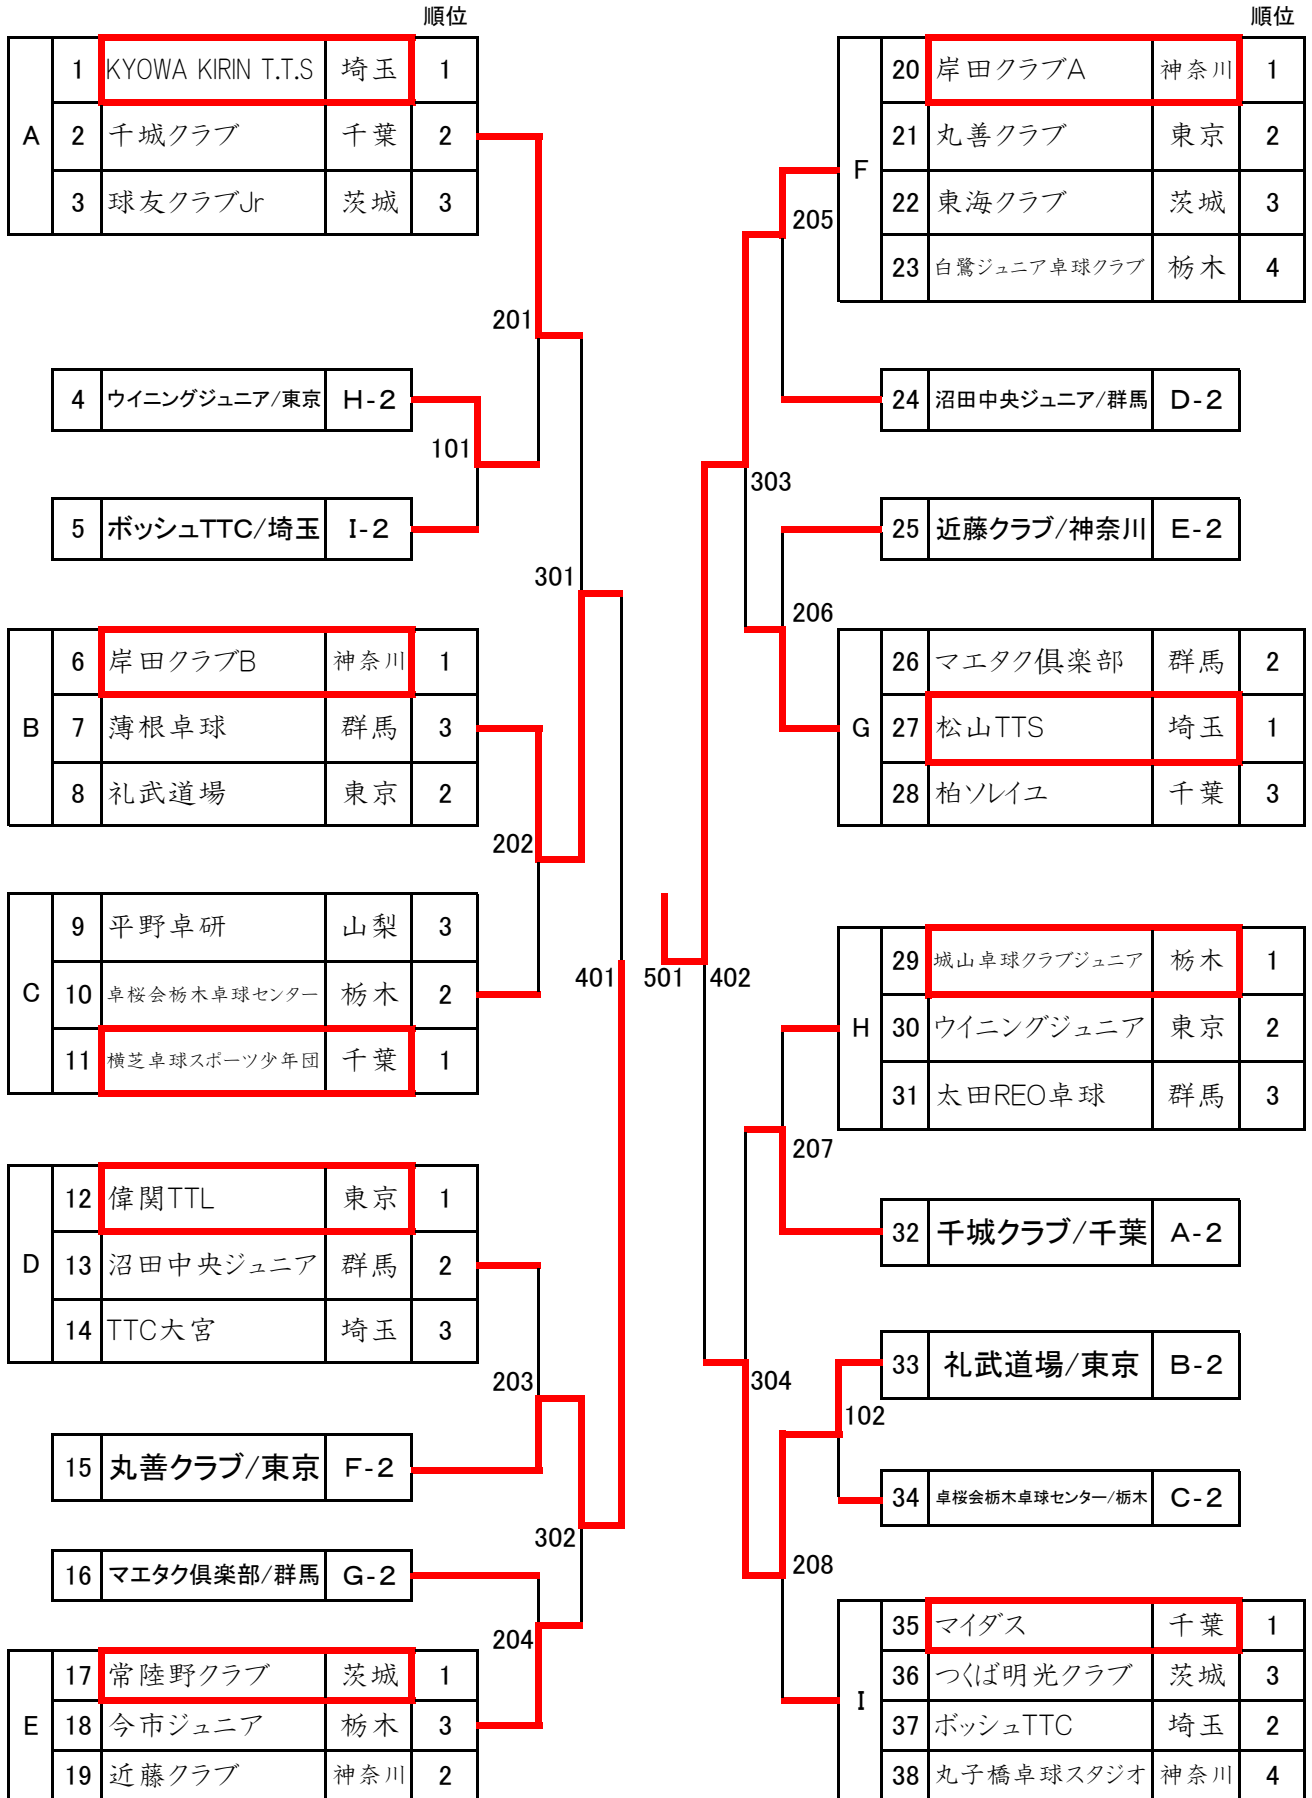 順位
A
1 KYOWA KIRIN T.T.S 埼玉 1
2 千城クラブ 千葉 2
3 球友クラブJr 茨城 3
201
4 ウイニングジュニア/東京 H-2
101
5 ボッシュTTC/埼玉 I-2
301
B
6 岸田クラブB 神奈川 1
7 薄根卓球 群馬 3
8 礼武道場 東京 2
202
C
9 平野卓研 山梨 3
10 卓桜会栃木卓球センター 栃木 2
11 横芝卓球スポーツ少年団 千葉 1
401
D
12 偉関TTL 東京 1
13 沼田中央ジュニア 群馬 2
14 TTC大宮 埼玉 3
203
15 丸善クラブ/東京 F-2
302
16 マエタク倶楽部/群馬 G-2
204
E
17 常陸野クラブ 茨城 1
18 今市ジュニア 栃木 3
19 近藤クラブ 神奈川 2
501
402
順位
F
20 岸田クラブA 神奈川 1
21 丸善クラブ 東京 2
22 東海クラブ 茨城 3
23 白鷺ジュニア卓球クラブ 栃木 4
205
24 沼田中央ジュニア/群馬 D-2
303
25 近藤クラブ/神奈川 E-2
206
G
26 マエタク倶楽部 群馬 2
27 松山TTS 埼玉 1
28 柏ソレイユ 千葉 3
H
29 城山卓球クラブジュニア 栃木 1
30 ウイニングジュニア 東京 2
31 太田REO卓球 群馬 3
207
32 千城クラブ/千葉 A-2
33 礼武道場/東京 B-2
304
102
34 卓桜会栃木卓球センター/栃木 C-2
208
I
35 マイダス 千葉 1
36 つくば明光クラブ 茨城 3
37 ボッシュTTC 埼玉 2
38 丸子橋卓球スタジオ 神奈川 4